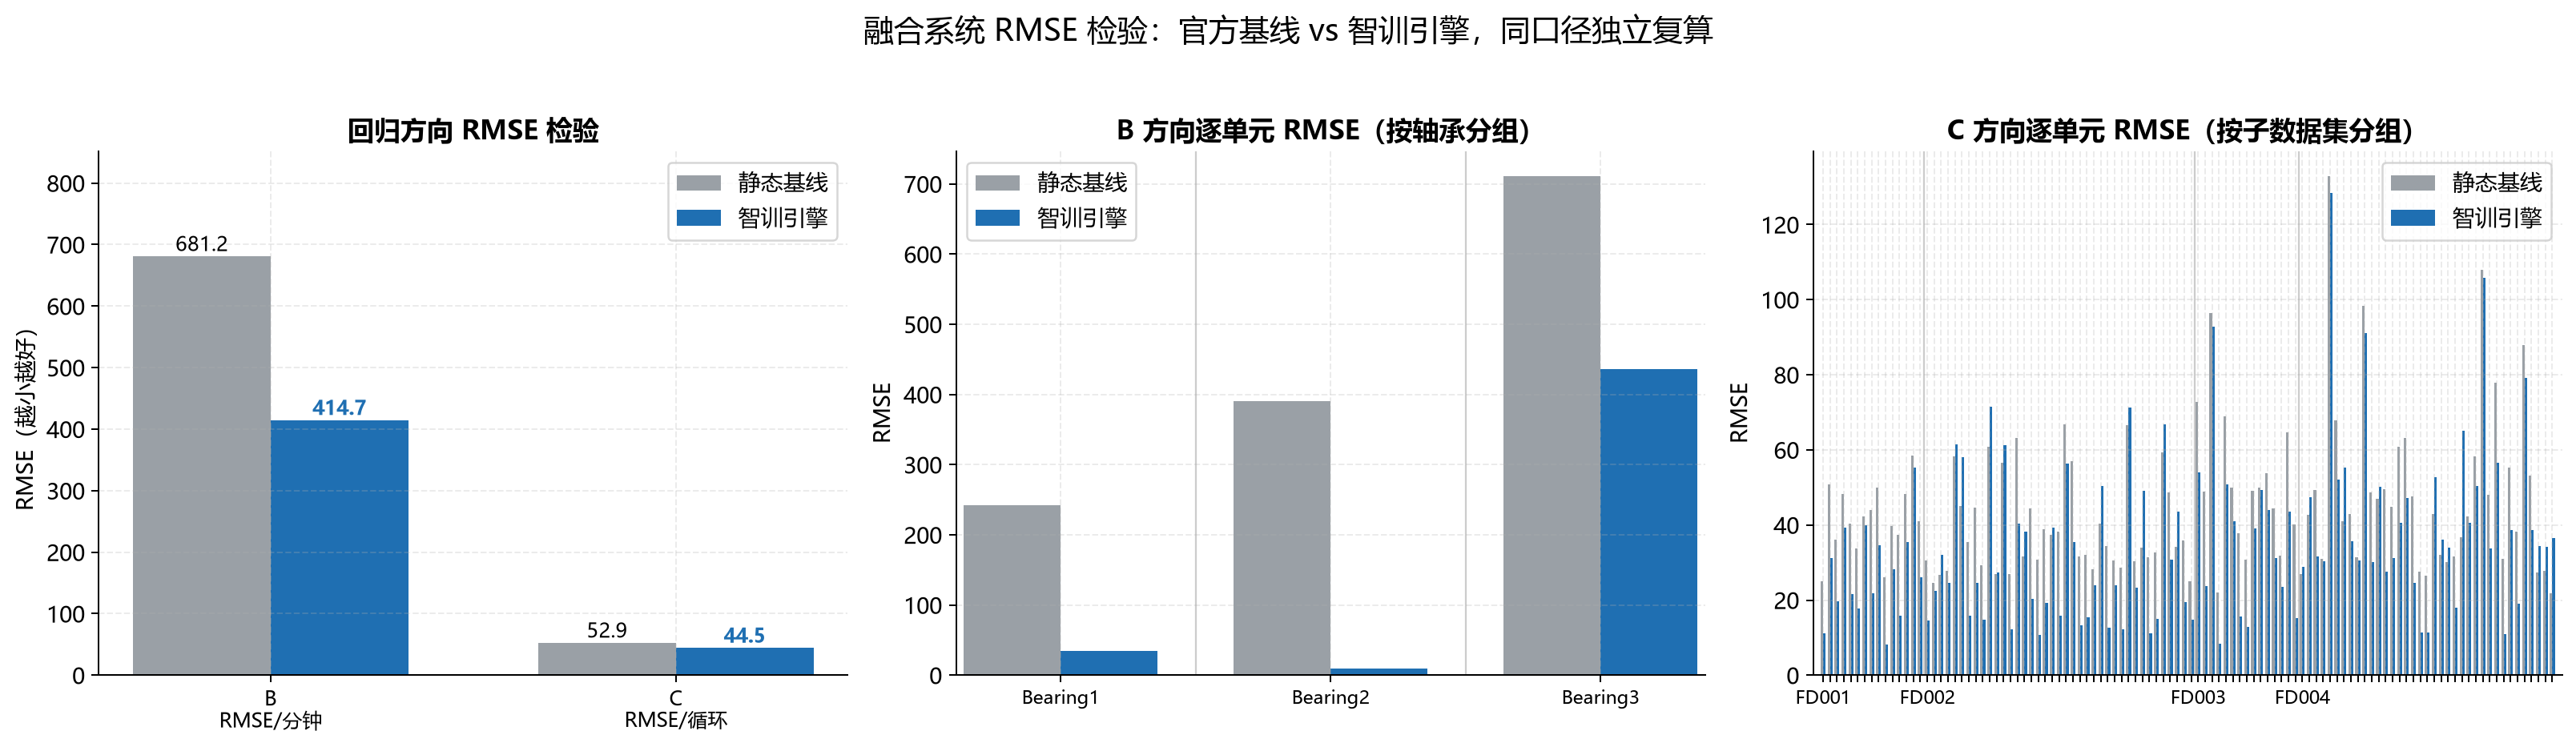 融合系统 RMSE 检验：官方基线 vs 智训引擎，同口径独立复算
回归方向 RMSE 检验
RMSE（越小越好）
800
700
600
500
400
300
200
100
0
681.2
414.7
52.9
44.5
静态基线
智训引擎
B
RMSE/分钟
C
RMSE/循环
B 方向逐单元 RMSE（按轴承分组）
RMSE
700
600
500
400
300
200
100
0
静态基线
智训引擎
Bearing1
Bearing2
Bearing3
C 方向逐单元 RMSE（按子数据集分组）
RMSE
120
100
80
60
40
20
0
静态基线
智训引擎
FD001
FD002
FD003
FD004